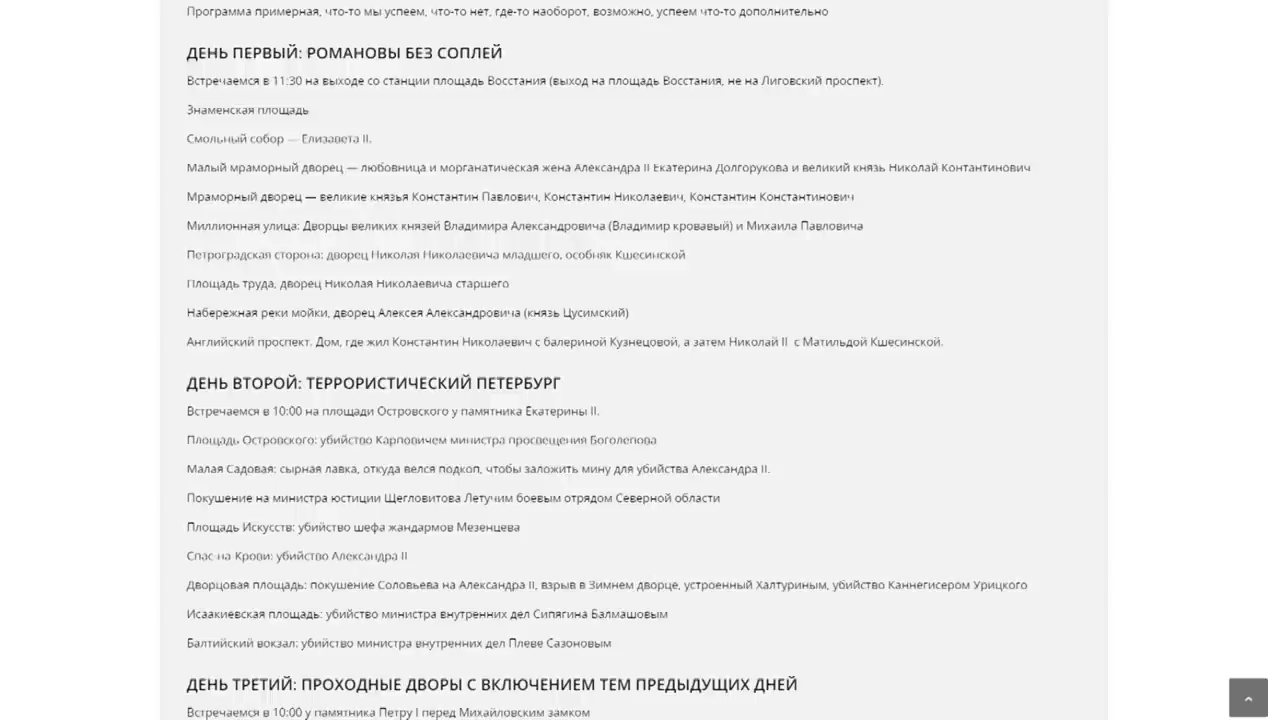 Программа примерная, что-то мы успеем, что-то нет, где-то наоборот, возможно, успеем что-то дополнительно
ДЕНЬ ПЕРВЫЙ: РОМАНОВЫ БЕЗ СОПЛЕЙ
Встречаемся в 11:30 на выходе со станции площадь Восстания (выход на площадь Восстания, не на Лиговский проспект).
Знаменская площадь
Смольный собор — Елизавета II.
Малый мраморный дворец — любовница и морганатическая жена Александра II Екатерина Долгорукова и великий князь Николай Контантинович
Мраморный дворец — великие князья Константин Павлович, Константин Николаевич, Константин Константинович
Миллионная улица: Дворцы великих князей Владимира Александровича (Владимир кровавый) и Михаила Павловича
Петроградская сторона: дворец Николая Николаевича младшего, особняк Кшесинской
Площадь труда, дворец Николая Николаевича старшего
Набережная реки мойки, дворец Алексея Александровича (князь Цусимский)
Английский проспект. Дом, где жил Константин Николаевич с балериной Кузнецовой, а затем Николай II с Матильдой Кшесинской.
ДЕНЬ ВТОРОЙ: ТЕРРОРИСТИЧЕСКИЙ ПЕТЕРБУРГ
Встречаемся в 10:00 на площади Островского у памятника Екатерины II.
Площадь Островского: убийство Карповичем министра просвещения Боголепова
Малая Садовая: сырная лавка, откуда велся подкоп, чтобы заложить мину для убийства Александра II.
Покушение на министра юстиции Щегловитова Летучим боевым отрядом Северной области
Площадь Искусств: убийство шефа жандармов Мезенцева
Спас-на Крови: убийство Александра II
Дворцовая площадь: покушение Соловьева на Александра II, взрыв в Зимнем дворце, устроенный Халтуриным, убийство Каннегисером Урицкого
Исаакиевская площадь: убийство министра внутренних дел Сипягина Балмашовым
Балтийский вокзал: убийство министра внутренних дел Плеве Сазоновым
ДЕНЬ ТРЕТИЙ: ПРОХОДНЫЕ ДВОРЫ С ВКЛЮЧЕНИЕМ ТЕМ ПРЕДЫДУЩИХ ДНЕЙ
Встречаемся в 10:00 у памятника Петру I перед Михайловским замком